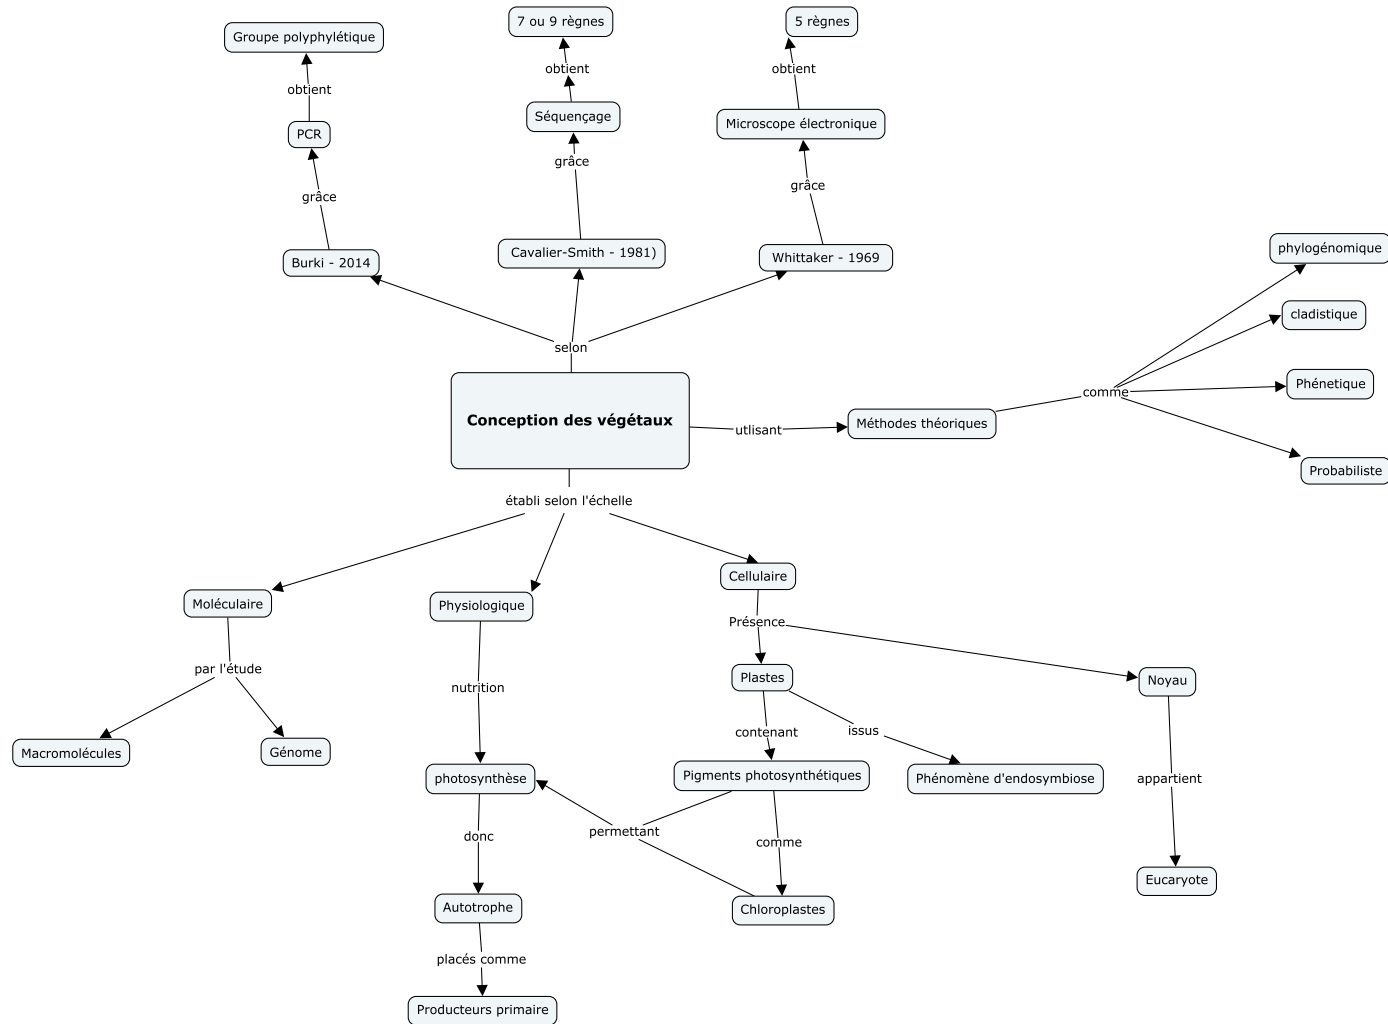 7 ou 9 règnes
5 règnes
Groupe polyphylétique
obtient
obtient
obtient
Séquençage
Microscope électronique
PCR
grâce
grâce
grâce
Cavalier-Smith - 1981)
Whittaker - 1969
Burki - 2014
phylogénomique
cladistique
selon
Phénetique
comme
Conception des végétaux
utlisant
Méthodes théoriques
Probabiliste
établi selon l'échelle
Cellulaire
Moléculaire
Physiologique
Présence
par l'étude
Plastes
Noyau
nutrition
contenant
issus
Macromolécules
Génome
photosynthèse
Pigments photosynthétiques
Phénomène d'endosymbiose
appartient
donc
permettant
comme
Eucaryote
Autotrophe
Chloroplastes
placés comme
Producteurs primaire